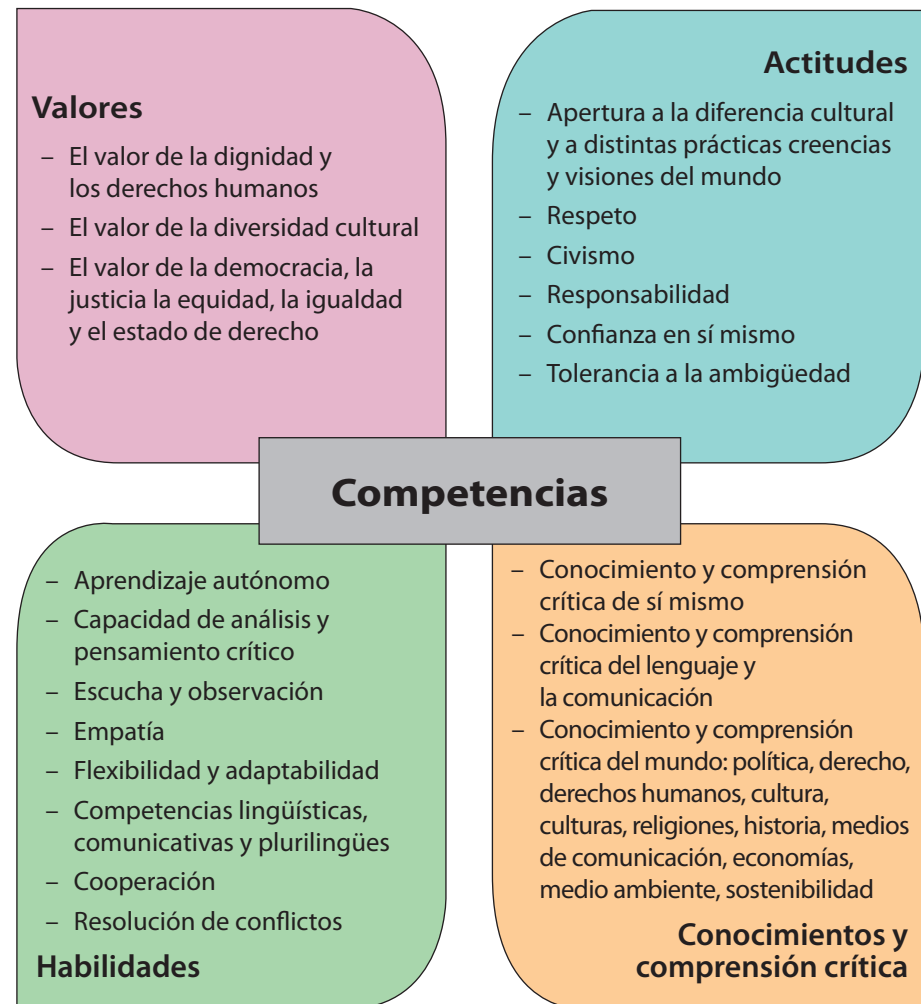 Valores
– El valor de la dignidad y
los derechos humanos
– El valor de la diversidad cultural
– El valor de la democracia, la
justicia la equidad, la igualdad
y el estado de derecho
Actitudes
– Apertura a la diferencia cultural
y a distintas prácticas creencias
y visiones del mundo
– Respeto
– Civismo
– Responsabilidad
– Confianza en sí mismo
– Tolerancia a la ambigüedad
Competencias
– Aprendizaje autónomo
– Capacidad de análisis y
pensamiento crítico
– Escucha y observación
– Empatía
– Flexibilidad y adaptabilidad
– Competencias lingüísticas,
comunicativas y plurilingües
– Cooperación
– Resolución de conflictos
Habilidades
– Conocimiento y comprensión
crítica de sí mismo
– Conocimiento y comprensión
crítica del lenguaje y
la comunicación
– Conocimiento y comprensión
crítica del mundo: política, derecho,
derechos humanos, cultura,
culturas, religiones, historia, medios
de comunicación, economías,
medio ambiente, sostenibilidad
Conocimientos y
comprensión crítica